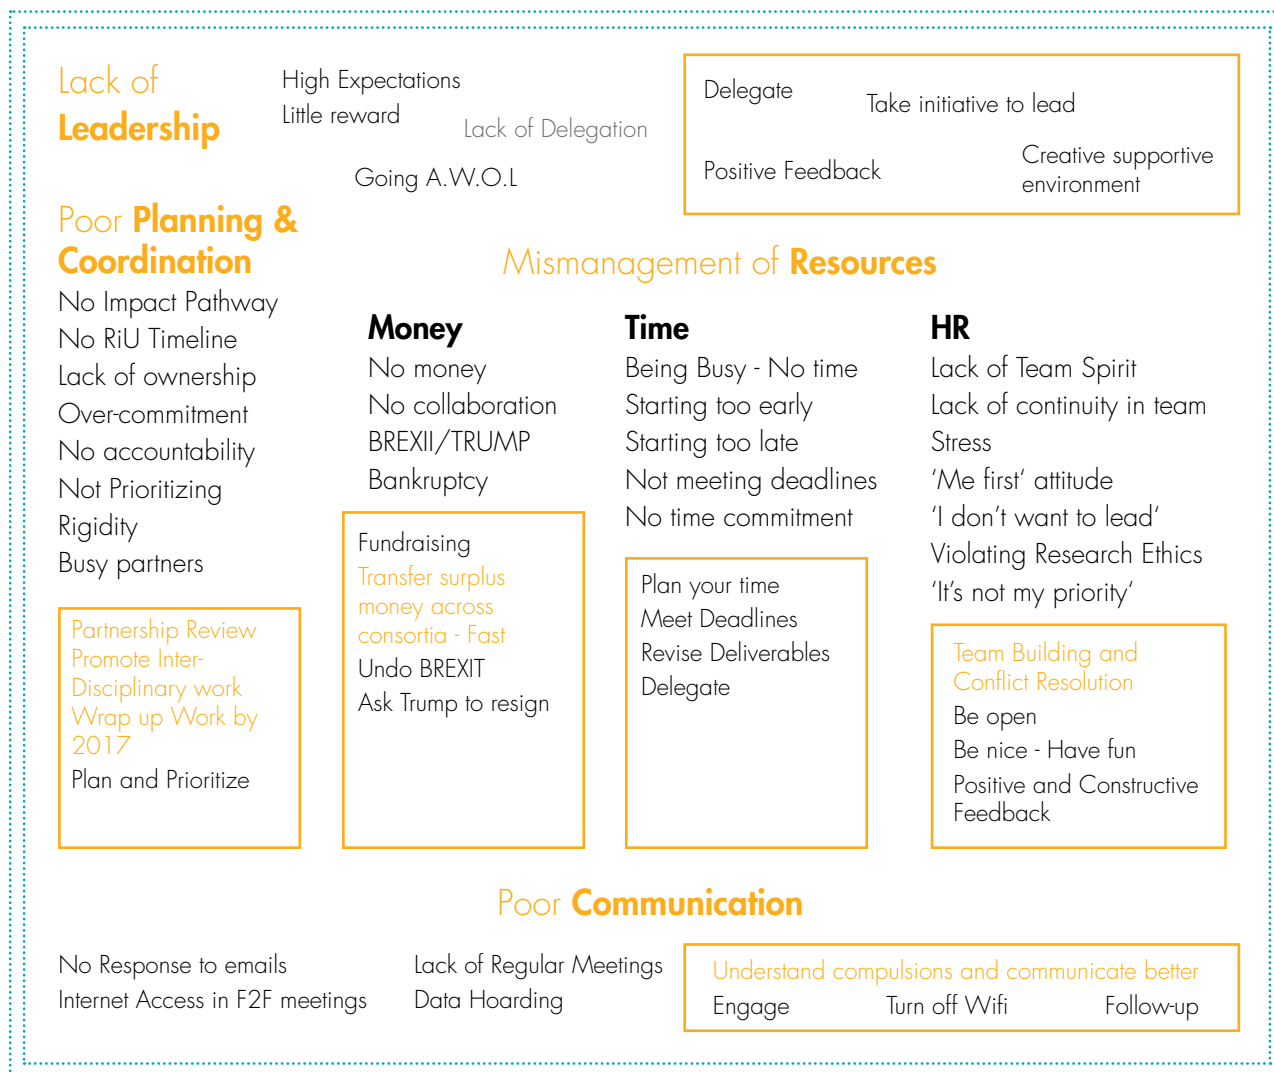 Lack of
Leadership
High Expectations
Little reward
Lack of Delegation
Going A.W.O.L
Delegate
Take initiative to lead
Positive Feedback
Creative supportive
environment
Poor Planning &
Coordination
No Impact Pathway
No RiU Timeline
Lack of ownership
Over-commitment
No accountability
Not Prioritizing
Rigidity
Busy partners
Partnership Review
Promote Inter-
Disciplinary work
Wrap up Work by
2017
Plan and Prioritize
Mismanagement of Resources
Money
No money
No collaboration
BREXII/TRUMP
Bankruptcy
Fundraising
Transfer surplus
money across
consortia - Fast
Undo BREXIT
Ask Trump to resign
Time
Being Busy - No time
Starting too early
Starting too late
Not meeting deadlines
No time commitment
Plan your time
Meet Deadlines
Revise Deliverables
Delegate
HR
Lack of Team Spirit
Lack of continuity in team
Stress
‘Me first‘ attitude
‘I don’t want to lead‘
Violating Research Ethics
‘It’s not my priority‘
Team Building and
Conflict Resolution
Be open
Be nice - Have fun
Positive and Constructive
Feedback
Poor Communication
No Response to emails
Internet Access in F2F meetings
Lack of Regular Meetings
Data Hoarding
Understand compulsions and communicate better
Engage Turn off Wifi Follow-up